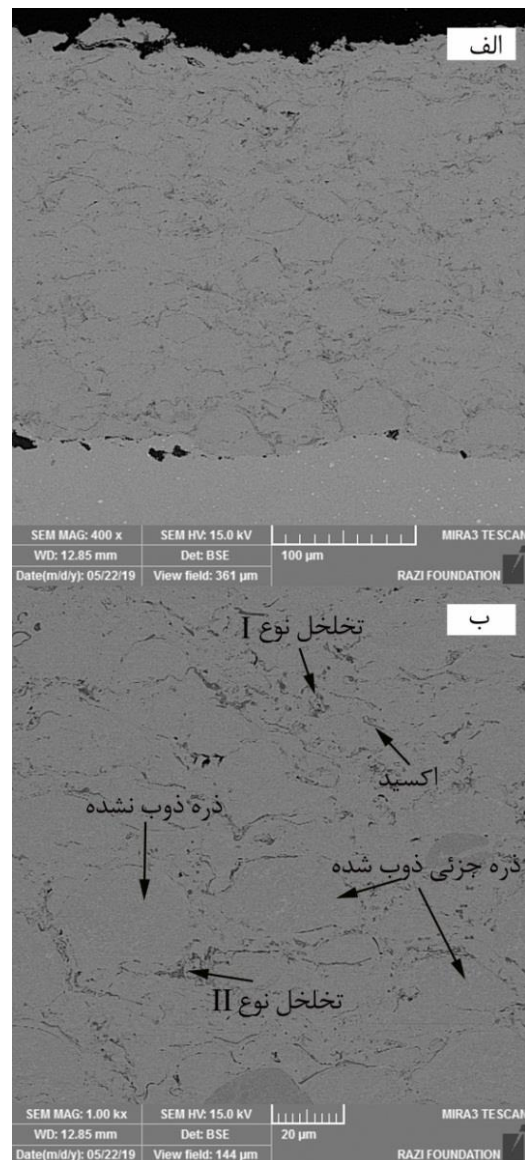 الف
SEM MAG: 400 x SEM HV: 15.0 kV MIRA3 TESCAN
WD: 12.85 mm Det: BSE 100 µm
Date(m/d/y): 05/22/19 View field: 361 µm RAZI FOUNDATION
ب
تخلخل نوع I
اکسید
ذره ذوب نشده
ذره جزئی ذوب شده
تخلخل نوع II
SEM MAG: 1.00 kx SEM HV: 15.0 kV MIRA3 TESCAN
WD: 12.85 mm Det: BSE 20 µm
Date(m/d/y): 05/22/19 View field: 144 µm RAZI FOUNDATION